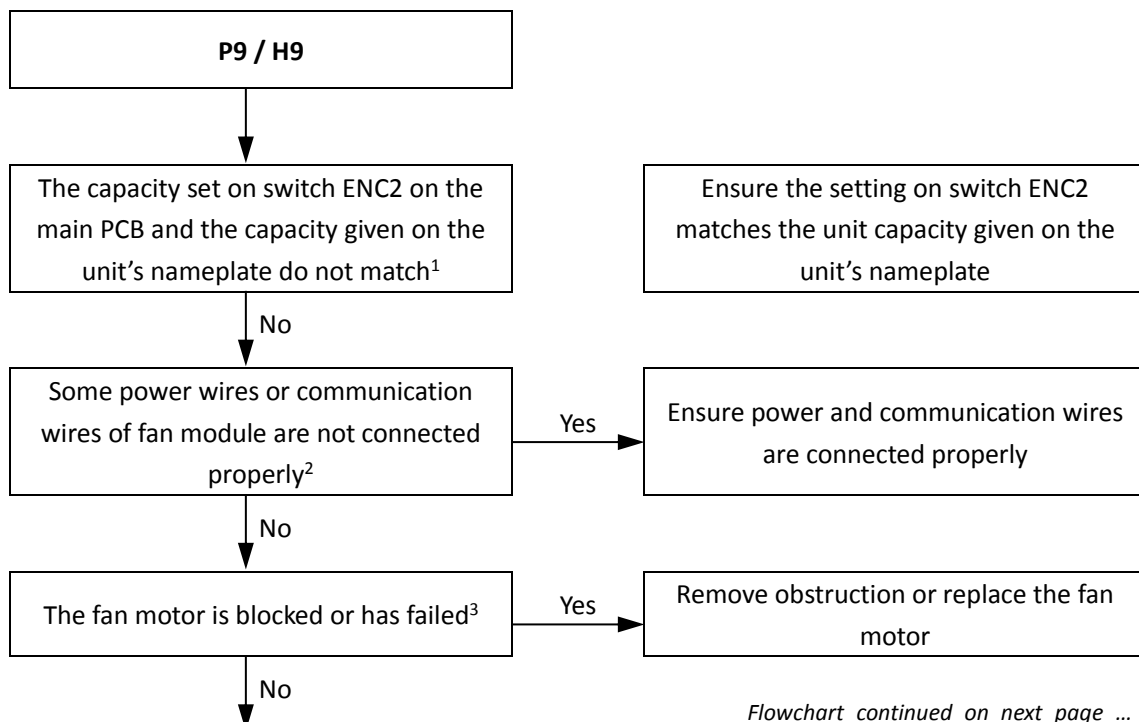 P9 / H9
The capacity set on switch ENC2 on the
main PCB and the capacity given on the
unit’s nameplate do not match¹
Ensure the setting on switch ENC2
matches the unit capacity given on the
unit’s nameplate
No
Some power wires or communication
wires of fan module are not connected
properly²
Yes
Ensure power and communication wires
are connected properly
No
The fan motor is blocked or has failed³
Yes
Remove obstruction or replace the fan
motor
No
Flowchart continued on next page …